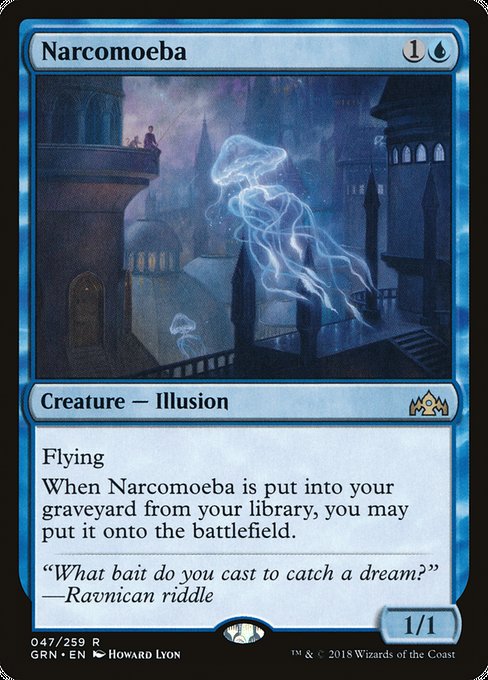 Narcomoeba 1
Creature — Illusion
Flying
When Narcomoeba is put into your
graveyard from your library, you may
put it onto the battlefield.
“What bait do you cast to catch a dream?”
—Ravnican riddle
1/1
047/259 R
GRN • EN Howard Lyon
™ & © 2018 Wizards of the Coast